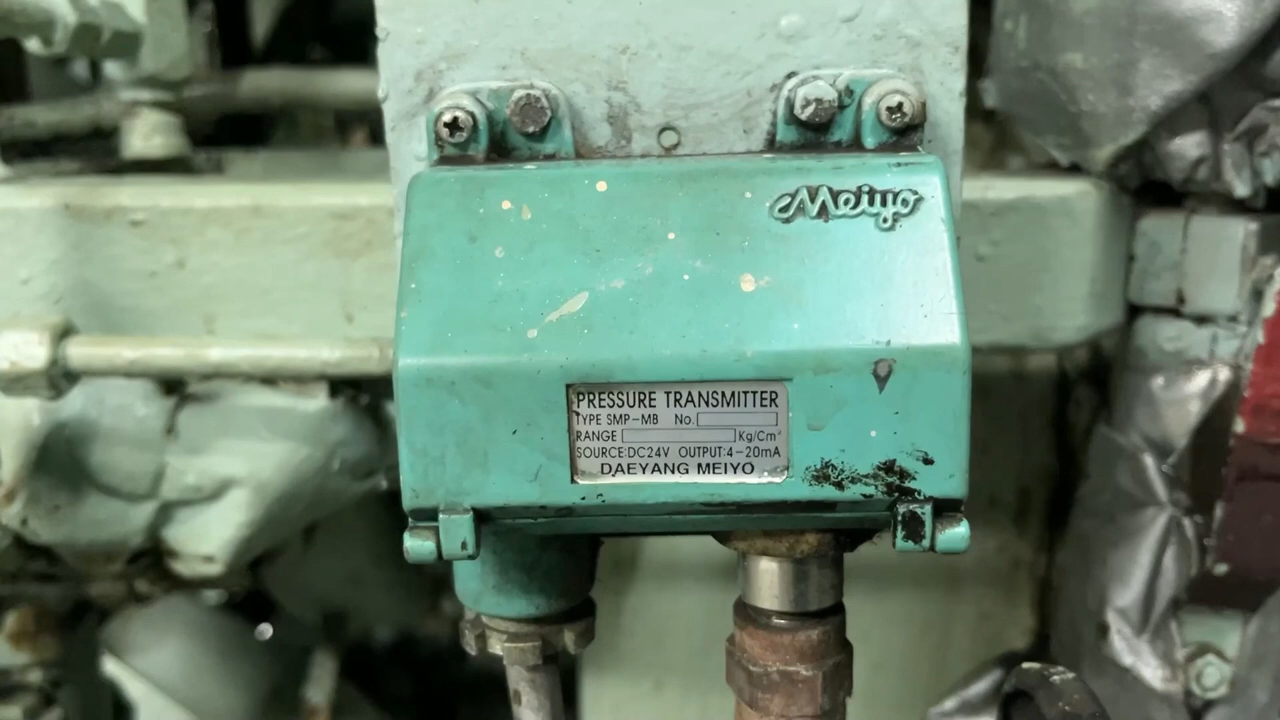 Meiyo
PRESSURE TRANSMITTER
TYPE SMP-MB No.
RANGE Kg/Cm²
SOURCE:DC24V OUTPUT:4-20mA
DAEYANG MEIYO